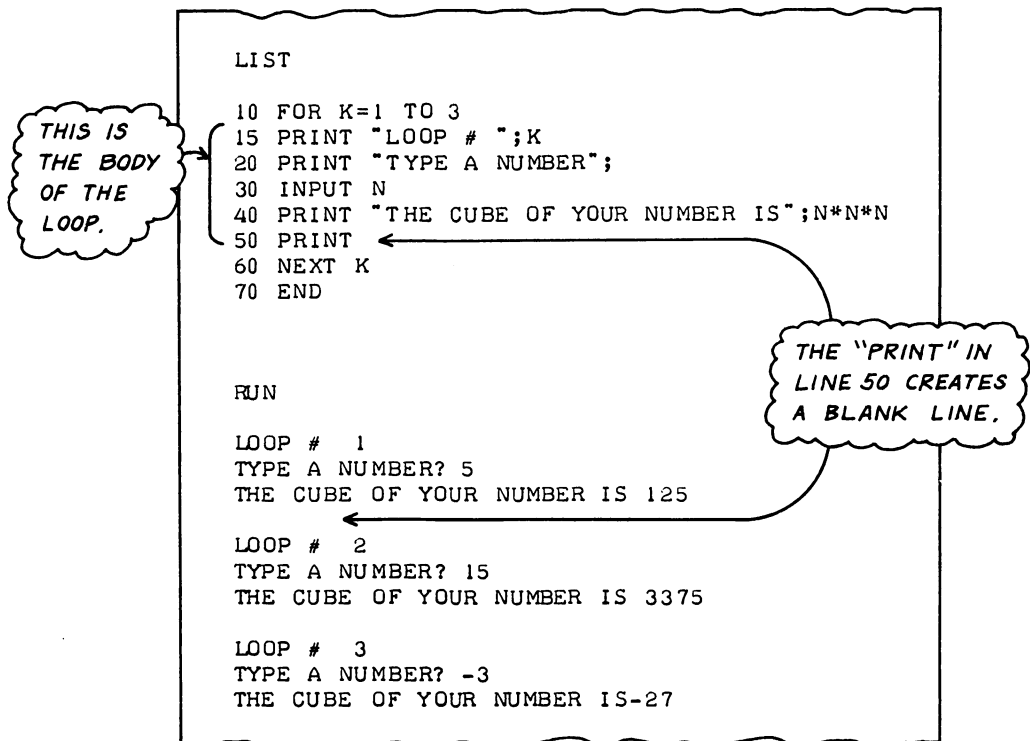 LIST
10 FOR K=1 TO 3
15 PRINT "LOOP # ";K
20 PRINT "TYPE A NUMBER";
30 INPUT N
40 PRINT "THE CUBE OF YOUR NUMBER IS";N*N*N
50 PRINT
60 NEXT K
70 END
THIS IS
THE BODY
OF THE
LOOP.
THE "PRINT" IN
LINE 50 CREATES
A BLANK LINE.
RUN
LOOP # 1
TYPE A NUMBER? 5
THE CUBE OF YOUR NUMBER IS 125
LOOP # 2
TYPE A NUMBER? 15
THE CUBE OF YOUR NUMBER IS 3375
LOOP # 3
TYPE A NUMBER? -3
THE CUBE OF YOUR NUMBER IS-27